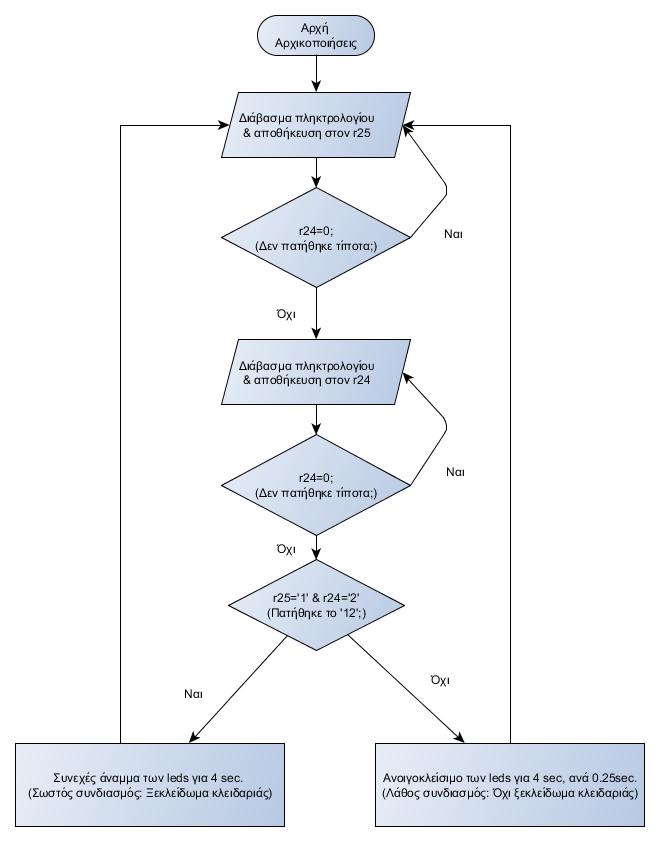 Αρχή
Αρχικοποιήσεις
Διάβασμα πληκτρολογίου
& αποθήκευση στον r25
r24=0;
(Δεν πατήθηκε τίποτα;)
Ναι
Όχι
Διάβασμα πληκτρολογίου
& αποθήκευση στον r24
r24=0;
(Δεν πατήθηκε τίποτα;)
Ναι
Όχι
r25='1' & r24='2'
(Πατήθηκε το '12';)
Ναι
Όχι
Συνεχές άναμμα των leds για 4 sec.
(Σωστός συνδιασμός: Ξεκλείδωμα κλειδαριάς)
Ανοιγοκλείσιμο των leds για 4 sec, ανά 0.25sec.
(Λάθος συνδιασμός: Όχι ξεκλείδωμα κλειδαριάς)